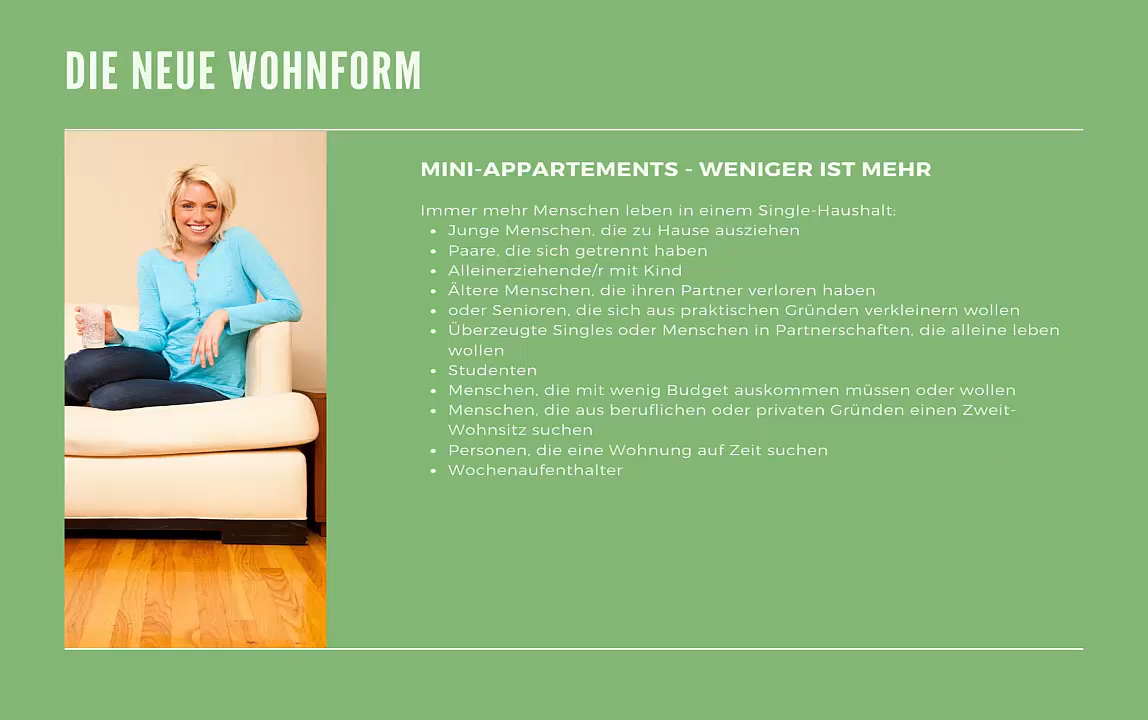 DIE NEUE WOHNFORM
MINI-APPARTEMENTS - WENIGER IST MEHR
Immer mehr Menschen leben in einem Single-Haushalt:
• Junge Menschen, die zu Hause ausziehen
• Paare, die sich getrennt haben
• Alleinerziehende/r mit Kind
• Ältere Menschen, die ihren Partner verloren haben
• oder Senioren, die sich aus praktischen Gründen verkleinern wollen
• Überzeugte Singles oder Menschen in Partnerschaften, die alleine leben
wollen
• Studenten
• Menschen, die mit wenig Budget auskommen müssen oder wollen
• Menschen, die aus beruflichen oder privaten Gründen einen Zweit-
Wohnsitz suchen
• Personen, die eine Wohnung auf Zeit suchen
• Wochenaufenthalter